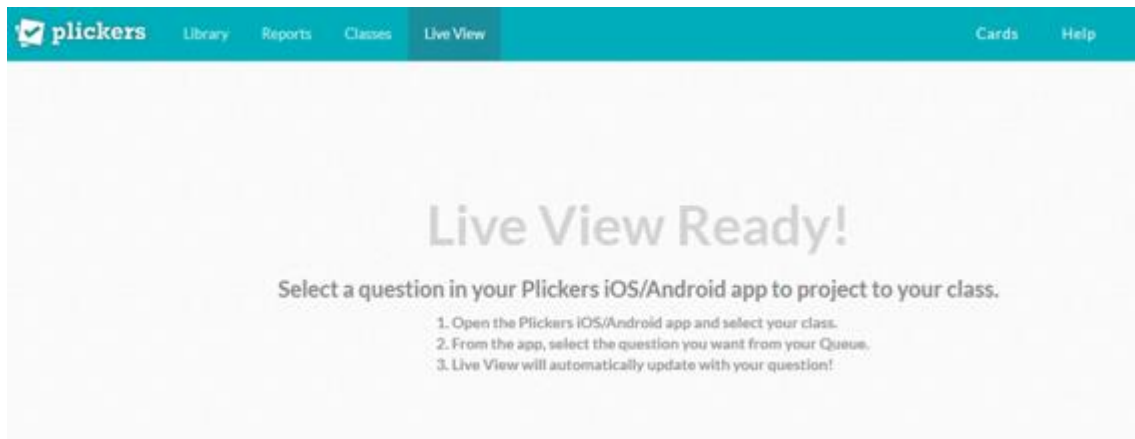 plickers Library Reports Classes Live View Cards Help
Live View Ready!
Select a question in your Plickers iOS/Android app to project to your class.
1. Open the Plickers iOS/Android app and select your class.
2. From the app, select the question you want from your Queue.
3. Live View will automatically update with your question!